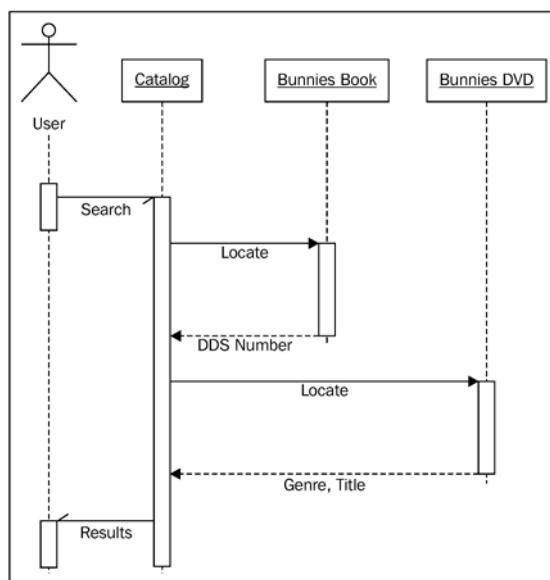 Catalog
Bunnies Book
Bunnies DVD
User
Search
Locate
DDS Number
Locate
Genre, Title
Results